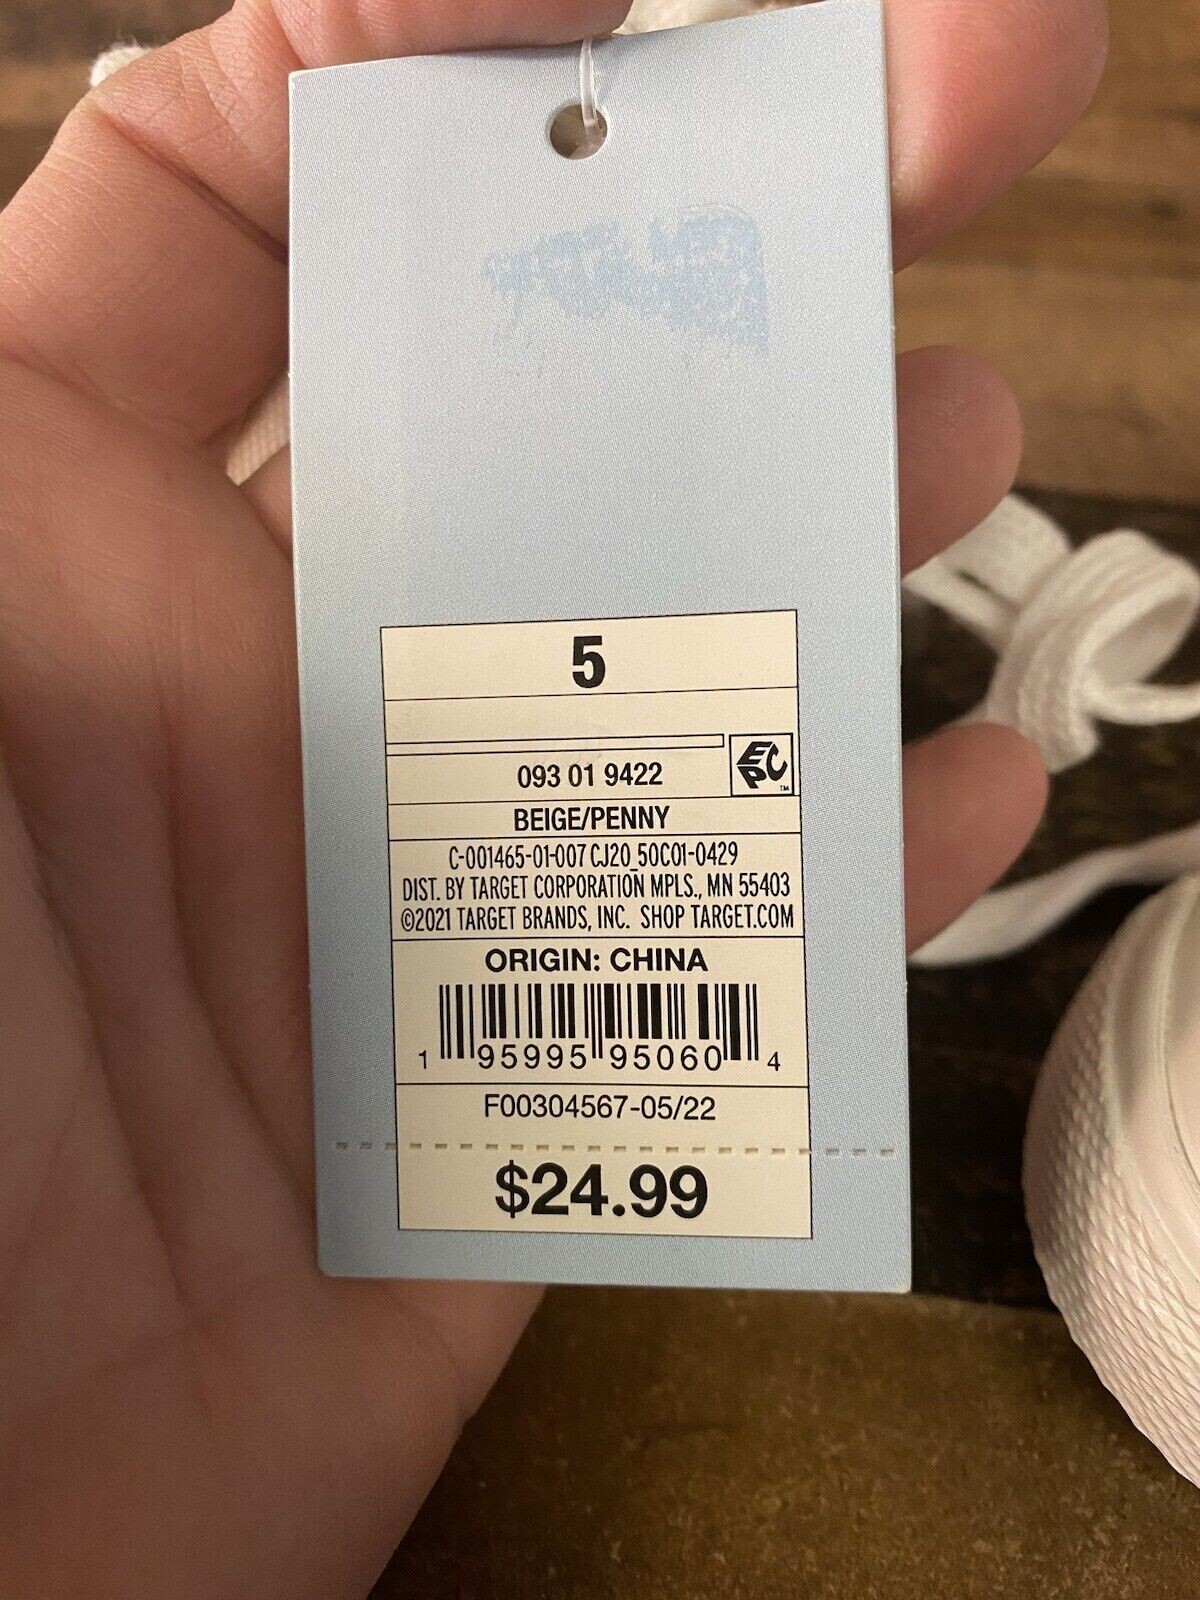 5
EPC
TM
093 01 9422
BEIGE/PENNY
C-001465-01-007 CJ20_50C01-0429
DIST. BY TARGET CORPORATION MPLS., MN 55403
©2021 TARGET BRANDS, INC. SHOP TARGET.COM
ORIGIN: CHINA
1 95995 95060 4
F00304567-05/22
$24.99